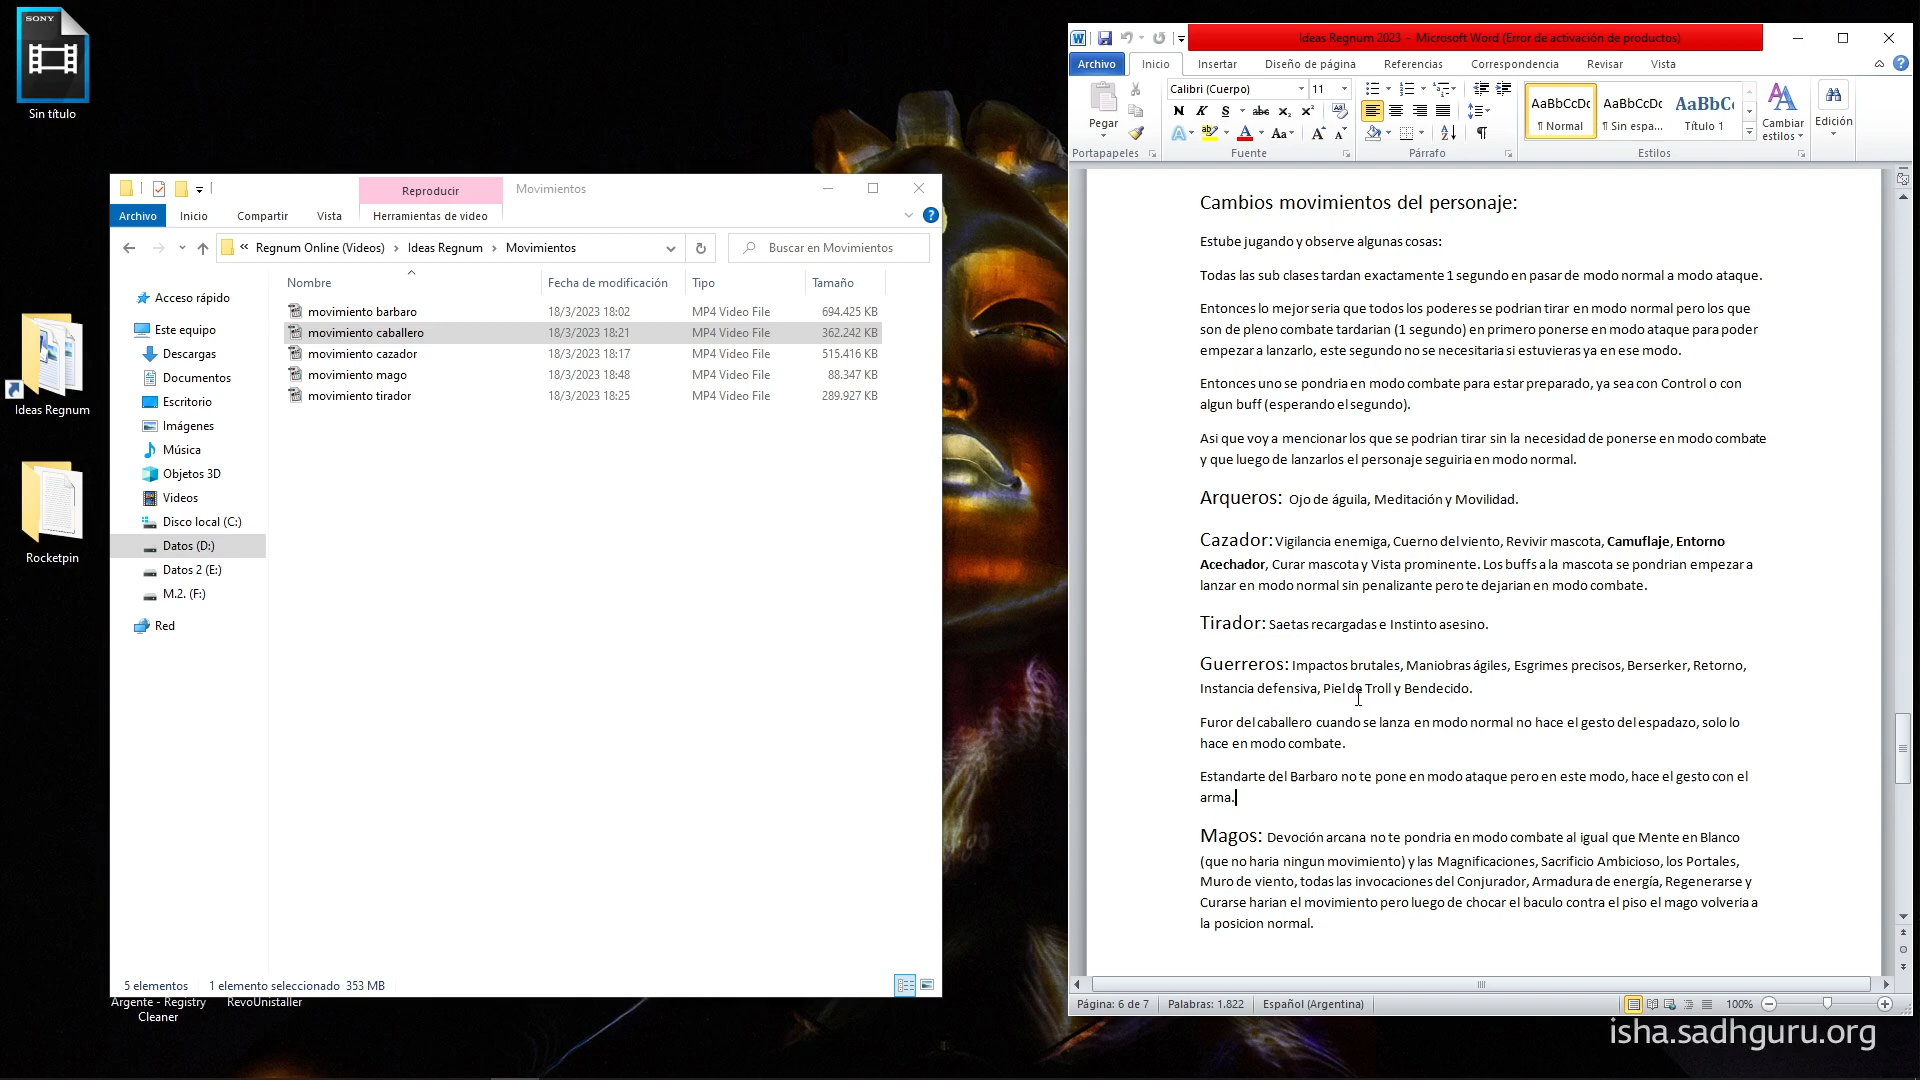 SONY
Sin título
Ideas Regnum
Rocketpin
Argente - Registry
Cleaner
RevoUnistaller
Reproducir
Movimientos
Archivo
Inicio
Compartir
Vista
Herramientas de video
Regnum Online (Videos)
Ideas Regnum
Movimientos
Buscar en Movimientos
Nombre
Fecha de modificación
Tipo
Tamaño
Acceso rápido
Este equipo
Descargas
Documentos
Escritorio
Imágenes
Música
Objetos 3D
Videos
Disco local (C:)
Datos (D:)
Datos 2 (E:)
M.2. (F:)
Red
movimiento barbaro 18/3/2023 18:02 MP4 Video File 694.425 KB
movimiento caballero 18/3/2023 18:21 MP4 Video File 362.242 KB
movimiento cazador 18/3/2023 18:17 MP4 Video File 515.416 KB
movimiento mago 18/3/2023 18:48 MP4 Video File 88.347 KB
movimiento tirador 18/3/2023 18:25 MP4 Video File 289.927 KB
5 elementos 1 elemento seleccionado 353 MB
Ideas Regnum 2023 - Microsoft Word (Error de activación de productos)
Archivo Inicio Insertar Diseño de página Referencias Correspondencia Revisar Vista
Pegar
Portapapeles
Calibri (Cuerpo) 11
N K S abc x₂ x²
Aa
Fuente
Párrafo
AaBbCcDc AaBbCcDc AaBbC
¶ Normal ¶ Sin espa... Título 1
Cambiar
estilos
Estilos
Edición
Cambios movimientos del personaje:
Estube jugando y observe algunas cosas:
Todas las sub clases tardan exactamente 1 segundo en pasar de modo normal a modo ataque.
Entonces lo mejor seria que todos los poderes se podrian tirar en modo normal pero los que
son de pleno combate tardarian (1 segundo) en primero ponerse en modo ataque para poder
empezar a lanzarlo, este segundo no se necesitaria si estuvieras ya en ese modo.
Entonces uno se pondria en modo combate para estar preparado, ya sea con Control o con
algun buff (esperando el segundo).
Asi que voy a mencionar los que se podrian tirar sin la necesidad de ponerse en modo combate
y que luego de lanzarlos el personaje seguiria en modo normal.
Arqueros: Ojo de águila, Meditación y Movilidad.
Cazador: Vigilancia enemiga, Cuerno del viento, Revivir mascota, Camuflaje, Entorno
Acechador, Curar mascota y Vista prominente. Los buffs a la mascota se pondrian empezar a
lanzar en modo normal sin penalizante pero te dejarian en modo combate.
Tirador: Saetas recargadas e Instinto asesino.
Guerreros: Impactos brutales, Maniobras ágiles, Esgrimes precisos, Berserker, Retorno,
Instancia defensiva, Piel de Troll y Bendecido.
Furor del caballero cuando se lanza en modo normal no hace el gesto del espadazo, solo lo
hace en modo combate.
Estandarte del Barbaro no te pone en modo ataque pero en este modo, hace el gesto con el
arma.
Magos: Devoción arcana no te pondria en modo combate al igual que Mente en Blanco
(que no haria ningun movimiento) y las Magnificaciones, Sacrificio Ambicioso, los Portales,
Muro de viento, todas las invocaciones del Conjurador, Armadura de energía, Regenerarse y
Curarse harian el movimiento pero luego de chocar el baculo contra el piso el mago volveria a
la posicion normal.
Página: 6 de 7 Palabras: 1.822 Español (Argentina) 100%
isha.sadhguru.org